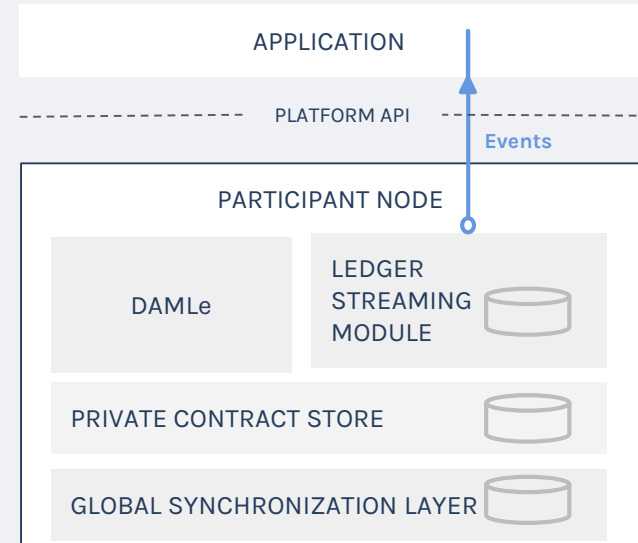 APPLICATION
PLATFORM API
Events
PARTICIPANT NODE
DAMLe
LEDGER
STREAMING
MODULE
PRIVATE CONTRACT STORE
GLOBAL SYNCHRONIZATION LAYER